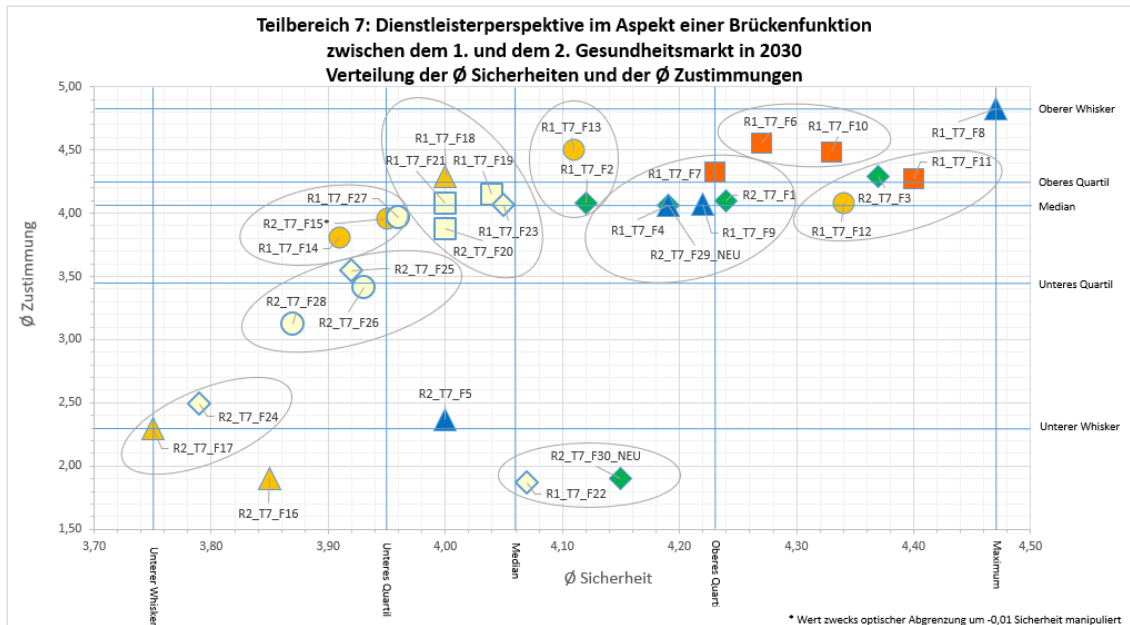 Teilbereich 7: Dienstleisterperspektive im Aspekt einer Brückenfunktion
zwischen dem 1. und dem 2. Gesundheitsmarkt in 2030
Verteilung der Ø Sicherheiten und der Ø Zustimmungen
5,00
Oberer Whisker
R1_T7_F8
R1_T7_F6
R1_T7_F10
R1_T7_F13
R1_T7_F18
4,50
R1_T7_F21
R1_T7_F19
R1_T7_F2
R1_T7_F7
R1_T7_F11
Oberes Quartil
R1_T7_F27
R2_T7_F1
R2_T7_F3
Median
4,00
R2_T7_F15*
R1_T7_F23
R1_T7_F4
R1_T7_F9
R1_T7_F12
R1_T7_F14
R2_T7_F20
R2_T7_F29_NEU
R2_T7_F25
3,50
Unteres Quartil
R2_T7_F28
R2_T7_F26
Ø Zustimmung
3,00
R2_T7_F5
2,50
R2_T7_F24
Unterer Whisker
R2_T7_F17
R2_T7_F30_NEU
2,00
R1_T7_F22
R2_T7_F16
1,50
3,70
3,80
3,90
4,00
4,10
4,20
4,30
4,40
4,50
Unterer Whisker
Unteres Quartil
Median
Oberes Quarti
Maximum
Ø Sicherheit
* Wert zwecks optischer Abgrenzung um -0,01 Sicherheit manipuliert